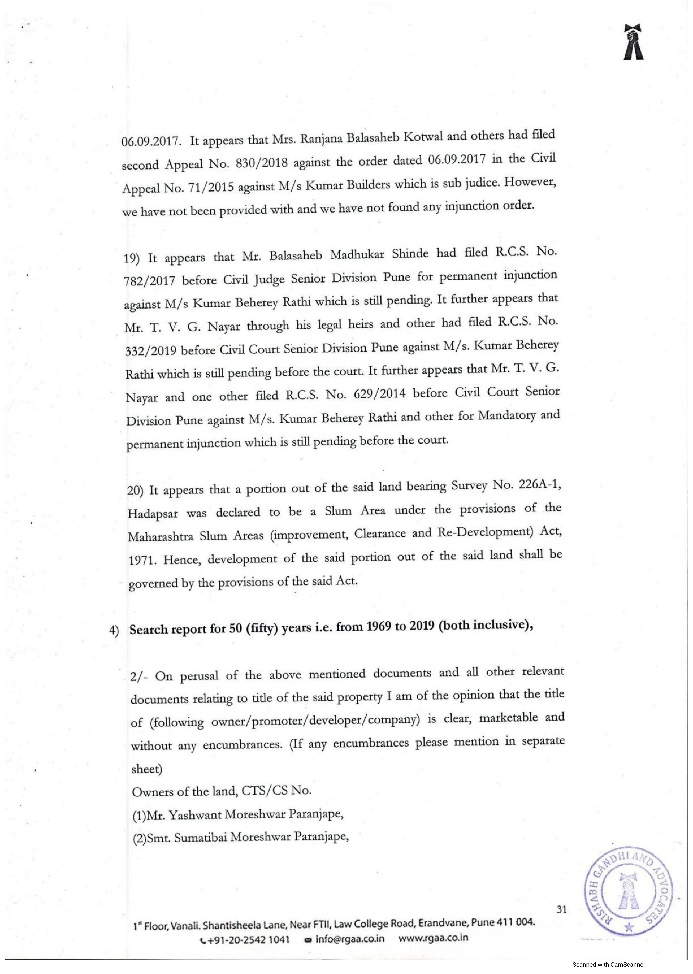 06.09.2017. It appears that Mrs. Ranjana Balasaheb Kotwal and others had filed
second Appeal No. 830/2018 against the order dated 06.09.2017 in the Civil
Appeal No. 71/2015 against M/s Kumar Builders which is sub judice. However,
we have not been provided with and we have not found any injunction order.
19) It appears that Mr. Balasaheb Madhukar Shinde had filed R.C.S. No.
782/2017 before Civil Judge Senior Division Pune for permanent injunction
against M/s Kumar Beherey Rathi which is still pending. It further appears that
Mr. T. V. G. Nayar through his legal heirs and other had filed R.C.S. No.
332/2019 before Civil Court Senior Division Pune against M/s. Kumar Beherey
Rathi which is still pending before the court. It further appears that Mr. T. V. G.
Nayar and one other filed R.C.S. No. 629/2014 before Civil Court Senior
Division Pune against M/s. Kumar Beherey Rathi and other for Mandatory and
permanent injunction which is still pending before the court.
20) It appears that a portion out of the said land bearing Survey No. 226A-1,
Hadapsar was declared to be a Slum Area under the provisions of the
Maharashtra Slum Areas (improvement, Clearance and Re-Development) Act,
1971. Hence, development of the said portion out of the said land shall be
governed by the provisions of the said Act.
4) Search report for 50 (fifty) years i.e. from 1969 to 2019 (both inclusive),
2/- On perusal of the above mentioned documents and all other relevant
documents relating to title of the said property I am of the opinion that the title
of (following owner/promoter/developer/company) is clear, marketable and
without any encumbrances. (If any encumbrances please mention in separate
sheet)
Owners of the land, CTS/CS No.
(1)Mr. Yashwant Moreshwar Paranjape,
(2)Smt. Sumatibai Moreshwar Paranjape,
RISHABH GANDHI AND ADVOCATES
31
1st Floor, Vanali. Shantisheela Lane, Near FTII, Law College Road, Erandvane, Pune 411 004.
+91-20-2542 1041 info@rgaa.co.in www.rgaa.co.in
Scanned with CamScanner